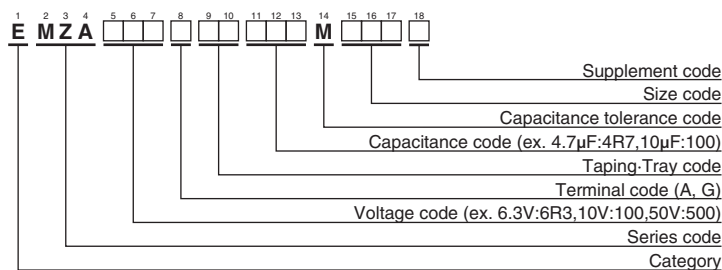 1 2 3 4 5 6 7 8 9 10 11 12 13 14 15 16 17 18
E M Z A M
Supplement code
Size code
Capacitance tolerance code
Capacitance code (ex. 4.7μF:4R7,10μF:100)
Taping·Tray code
Terminal code (A, G)
Voltage code (ex. 6.3V:6R3,10V:100,50V:500)
Series code
Category